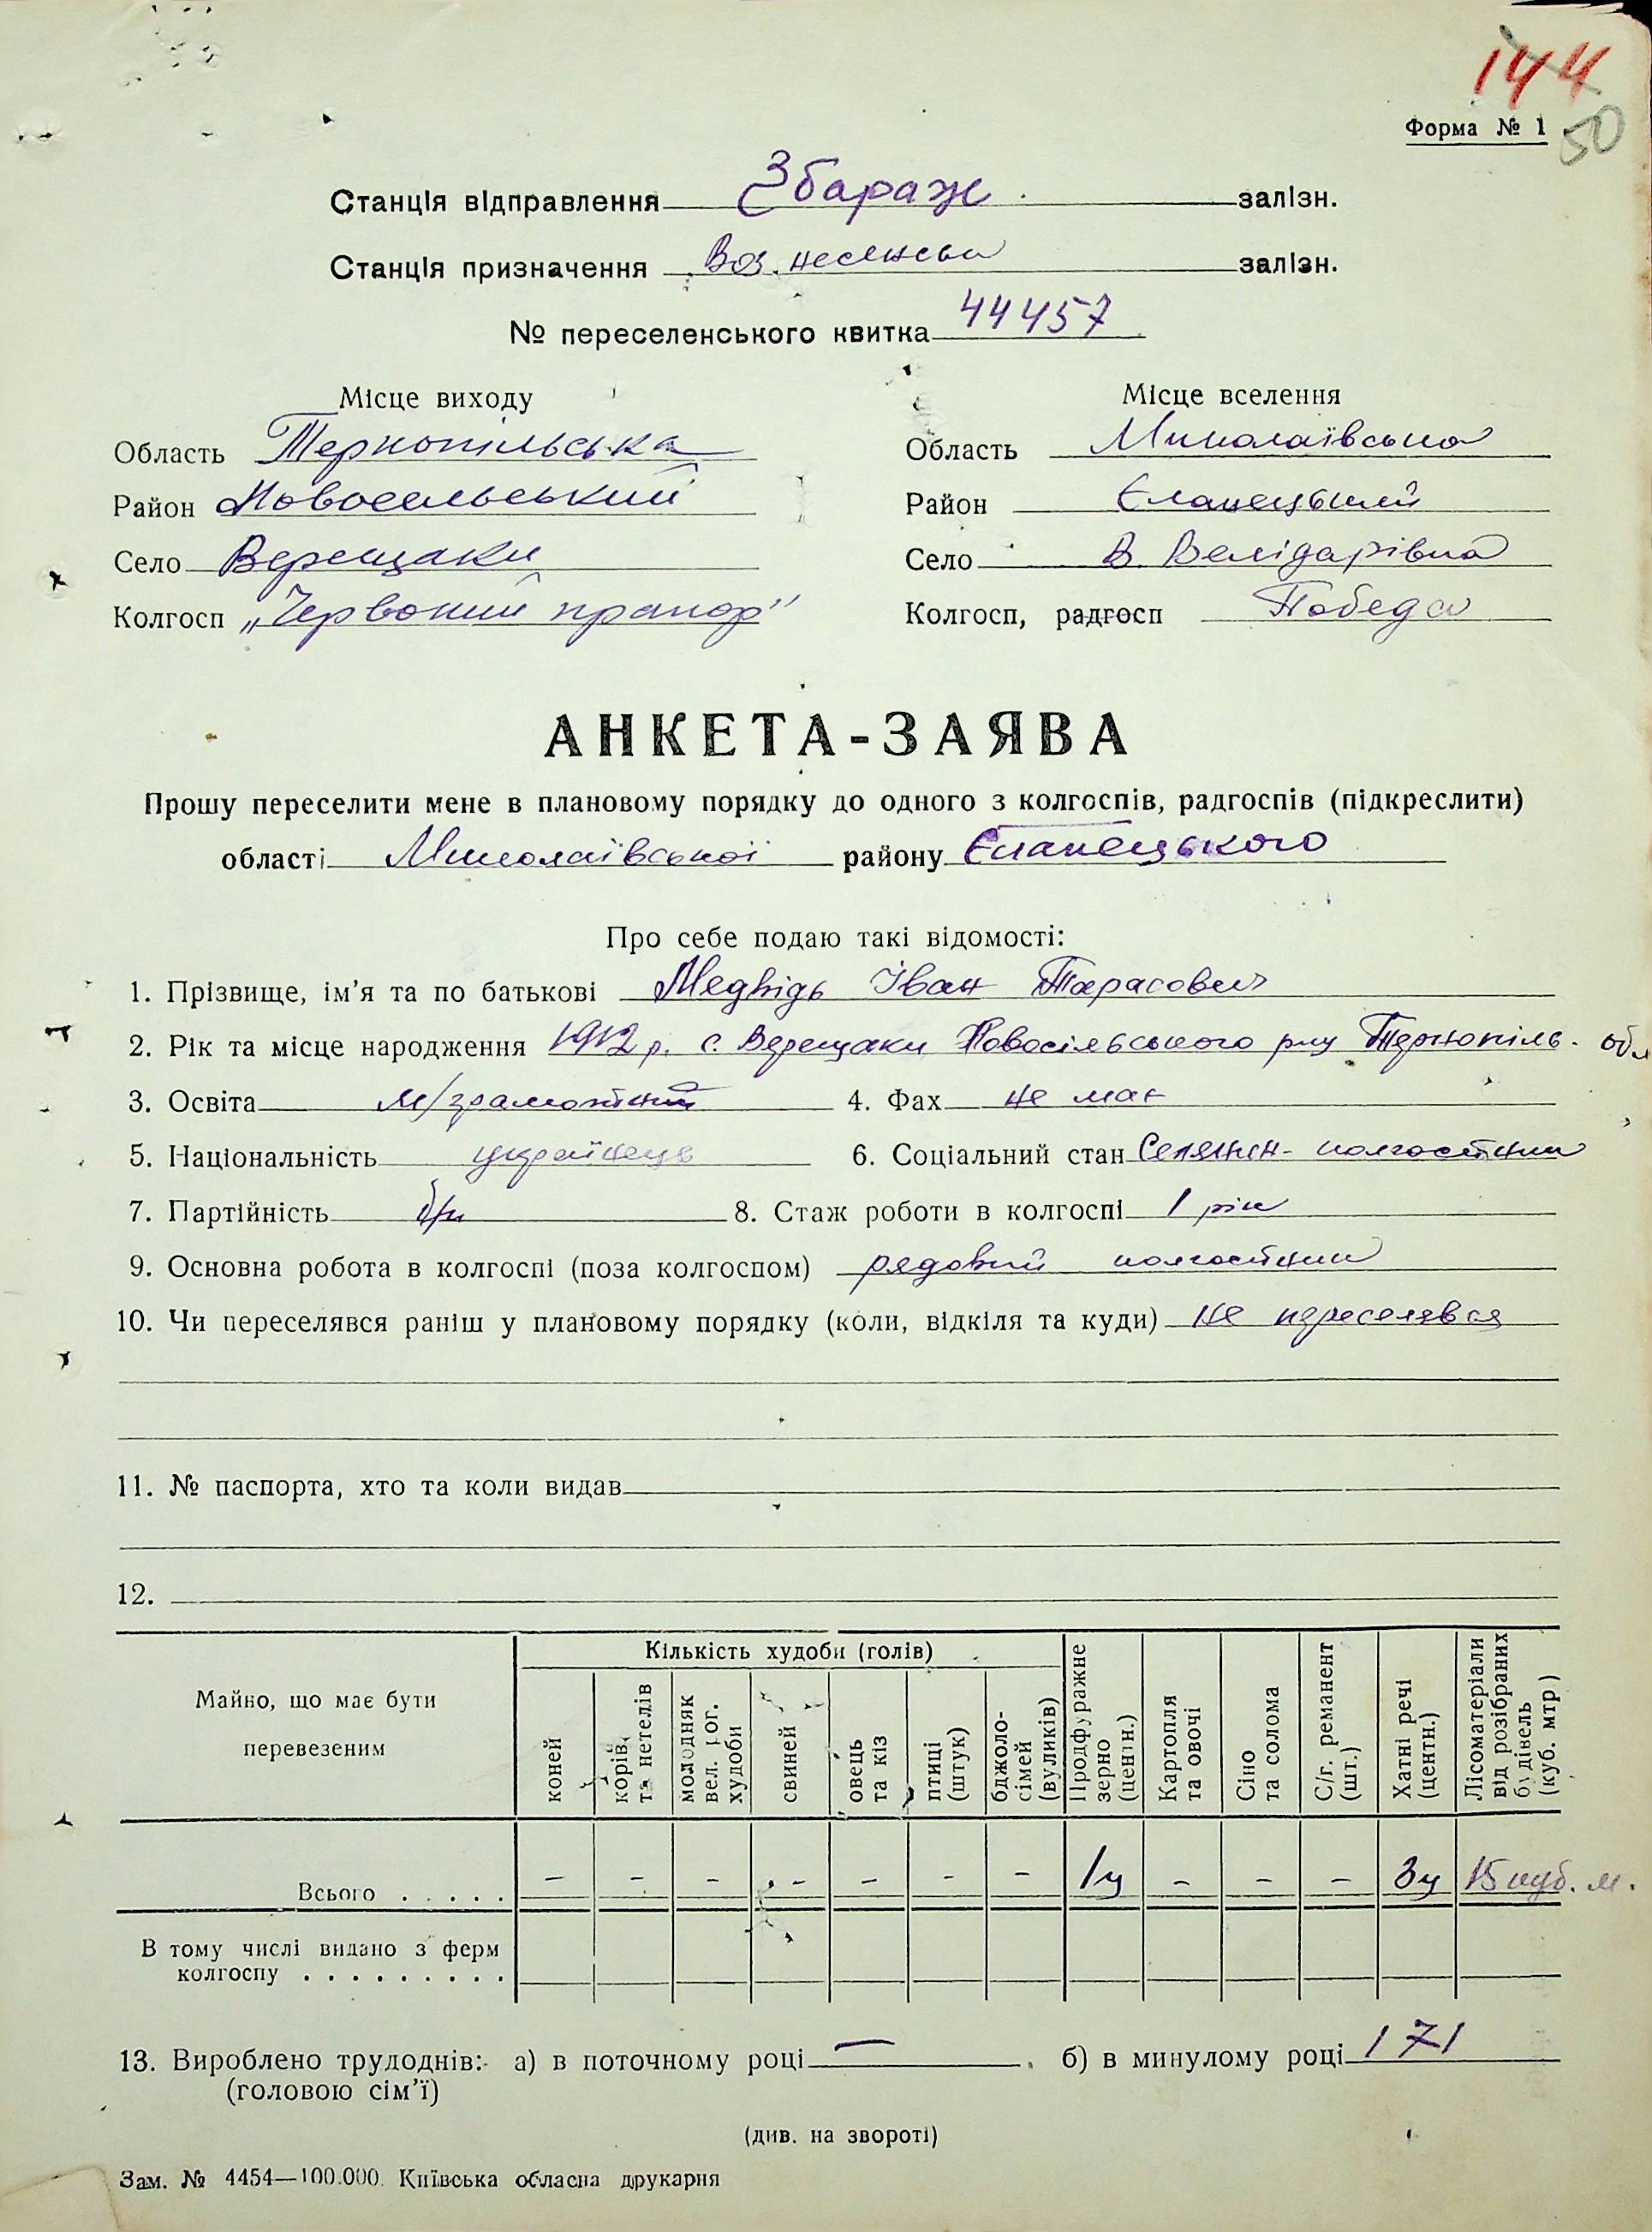 144
Форма № 1
50
Станція відправлення Збараж залізн.
Станція призначення Вознесенськ залізн.
№ переселенського квитка 44457
Місце виходу
Місце вселення
Область Тернопільська
Область Миколаївська
Район Новосельський
Район Єланецький
Село Верещаки
Село В.
Колгосп „Червоний прапор"
Колгосп, радгосп Победа
АНКЕТА-ЗАЯВА
Прошу переселити мене в плановому порядку до одного з колгоспів, радгоспів (підкреслити)
області Миколаївської району Єланецького
Про себе подаю такі відомості:
1. Прізвище, ім'я та по батькові Медвідь Іван Тарасович
2. Рік та місце народження 1912 р. с. Верещаки Новосільського р-ну Тернопіль. обл
3. Освіта м/грамотний 4. Фах не має
5. Національність українець 6. Соціальний стан Селянин-колгоспник
7. Партійність б/п 8. Стаж роботи в колгоспі 1 рік
9. Основна робота в колгоспі (поза колгоспом) рядовий колгоспник
10. Чи переселявся раніш у плановому порядку (коли, відкіля та куди) не переселявся
11. № паспорта, хто та коли видав
12.
Майно, що має бути перевезеним
Кількість худоби (голів)
коней
корів та нетелів
молодняк вел. рог. худоби
свиней
овець та кіз
птиці (штук)
бджоло-сімей (вуликів)
Продфуражне зерно (центн.)
Картопля та овочі
Сіно та солома
С/г. реманент (шт.)
Хатні речі (центн.)
Лісоматеріали від розібраних будівель (куб. мтр)
Всього . . . . . - - - - - - - 1ц - - - 3ц 15 куб. м.
В тому числі видано з ферм
колгоспу . . . . . . . . .
13. Вироблено трудоднів: а) в поточному році — б) в минулому році 171
(головою сім'ї)
(див. на звороті)
Зам. № 4454—100.000. Київська обласна друкарня